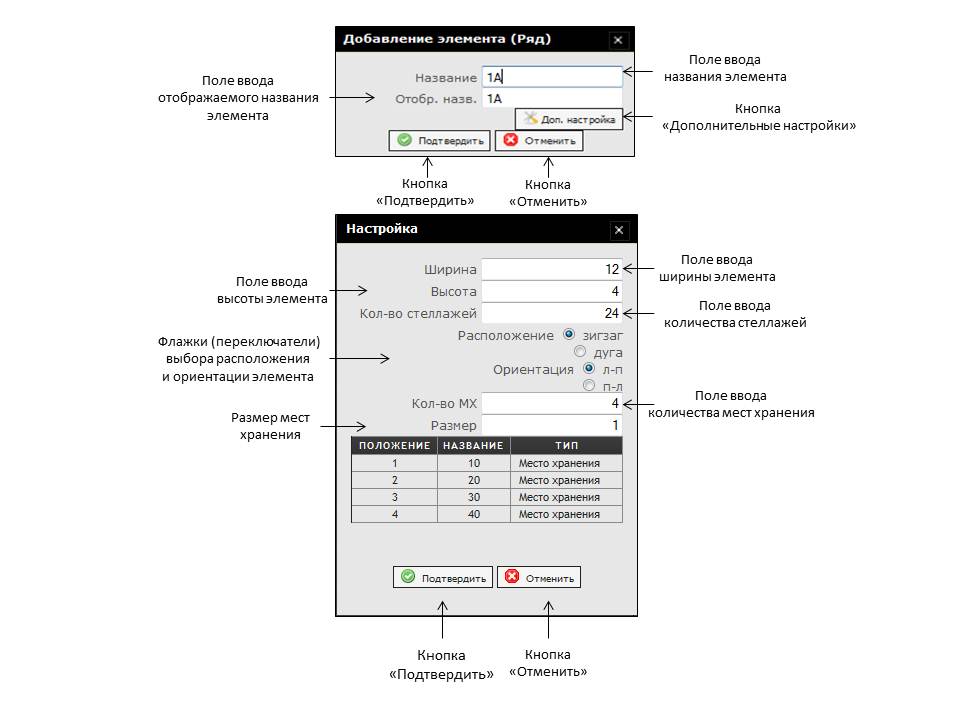 Добавление элемента (Ряд)
Поле ввода
названия элемента
Название 1А
Поле ввода
отображаемого названия
элемента
Отобр. назв. 1А
Кнопка
«Дополнительные настройки»
Доп. настройка
Подтвердить Отменить
Кнопка
«Подтвердить»
Кнопка
«Отменить»
Настройка
Поле ввода
ширины элемента
Ширина 12
Поле ввода
высоты элемента
Высота 4
Кол-во стеллажей 24
Поле ввода
количества стеллажей
Флажки (переключатели)
выбора расположения
и ориентации элемента
Расположение зигзаг
дуга
Ориентация л-п
п-л
Кол-во МХ 4
Поле ввода
количества мест хранения
Размер мест
хранения
Размер 1
ПОЛОЖЕНИЕ НАЗВАНИЕ ТИП
1 10 Место хранения
2 20 Место хранения
3 30 Место хранения
4 40 Место хранения
Подтвердить Отменить
Кнопка
«Подтвердить»
Кнопка
«Отменить»